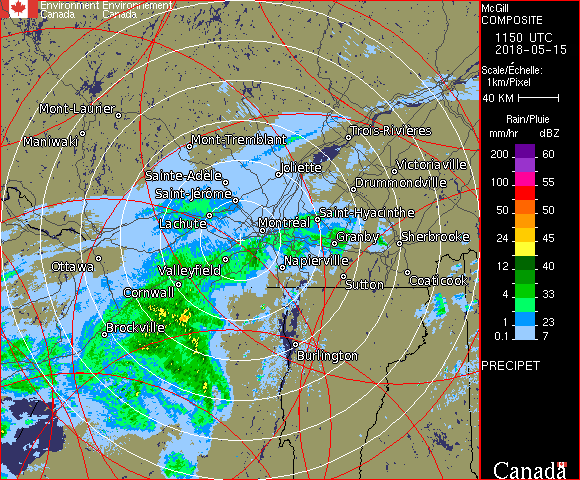 Environment Environnement
Canada Canada
McGill
COMPOSITE
1150 UTC
2018-05-15
Scale/Échelle:
1km/Pixel
40 KM
Rain/Pluie
mm/hr dBZ
200 60
100 55
50 50
24 45
12 40
4 33
1 23
0.1 7
PRECIPET
Canada
Mont-Laurier
Maniwaki
Mont-Tremblant
Trois-Rivières
Joliette
Victoriaville
Sainte-Adèle
Drummondville
Saint-Jérôme
Saint-Hyacinthe
Lachute
Montréal
Granby
Sherbrooke
Ottawa
Valleyfield
Napierville
Sutton
Coaticook
Cornwall
Brockville
Burlington